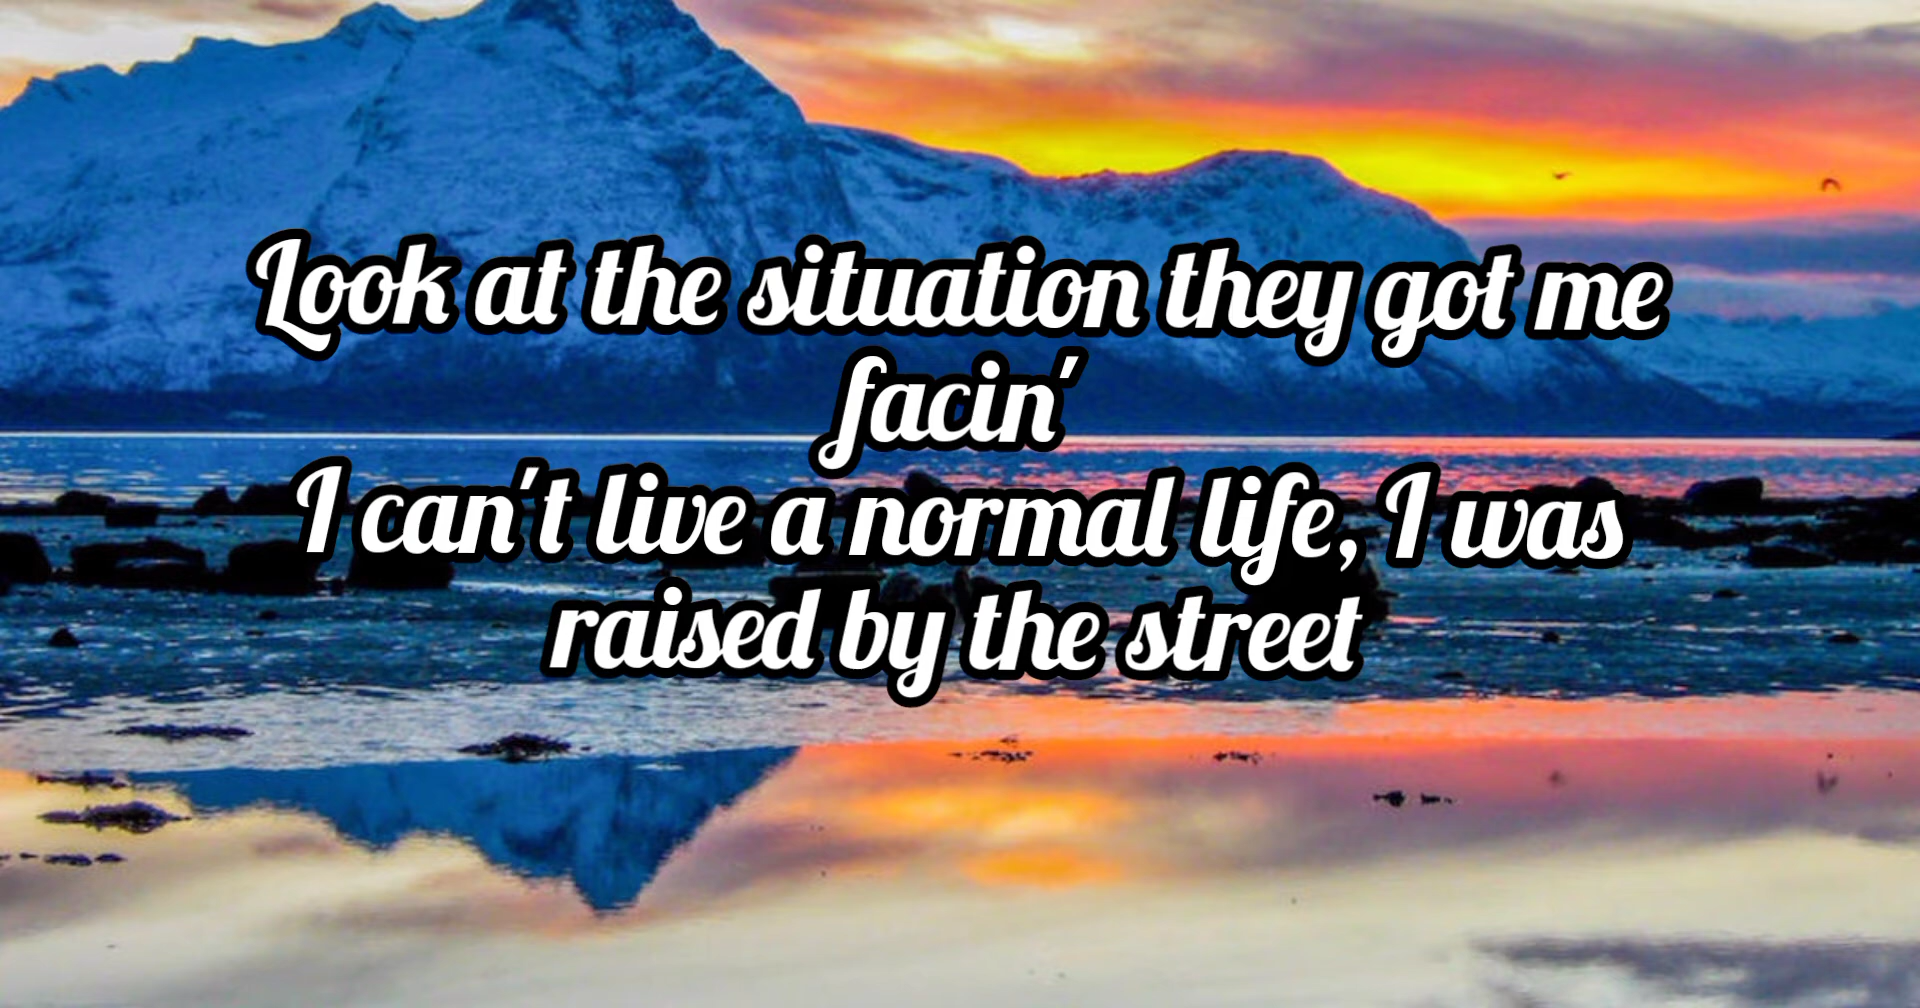 Look at the situation they got me
facin'
I can't live a normal life, I was
raised by the street